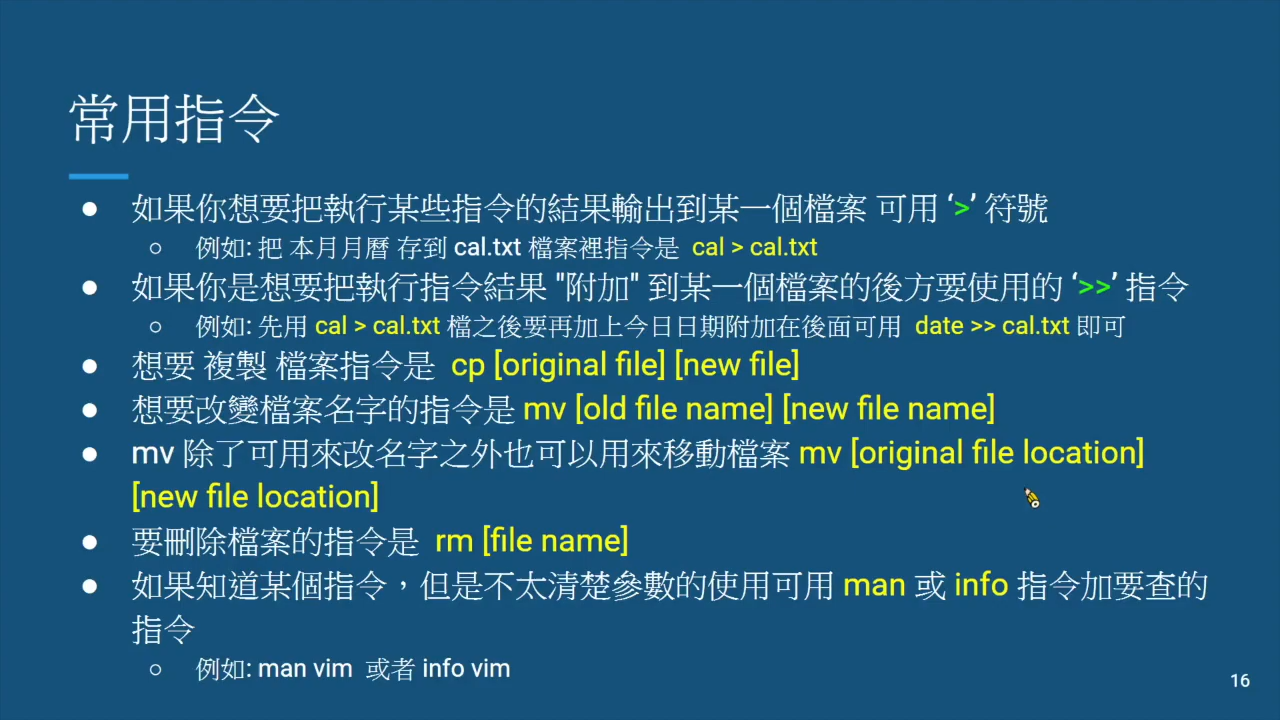 常用指令
● 如果你想要把執行某些指令的結果輸出到某一個檔案 可用 ‘>’ 符號
○ 例如: 把 本月月曆 存到 cal.txt 檔案裡指令是 cal > cal.txt
● 如果你是想要把執行指令結果 "附加" 到某一個檔案的後方要使用的 ‘>>’ 指令
○ 例如: 先用 cal > cal.txt 檔之後要再加上今日日期附加在後面可用 date >> cal.txt 即可
● 想要 複製 檔案指令是 cp [original file] [new file]
● 想要改變檔案名字的指令是 mv [old file name] [new file name]
● mv 除了可用來改名字之外也可以用來移動檔案 mv [original file location]
[new file location]
● 要刪除檔案的指令是 rm [file name]
● 如果知道某個指令，但是不太清楚參數的使用可用 man 或 info 指令加要查的
指令
○ 例如: man vim 或者 info vim
16